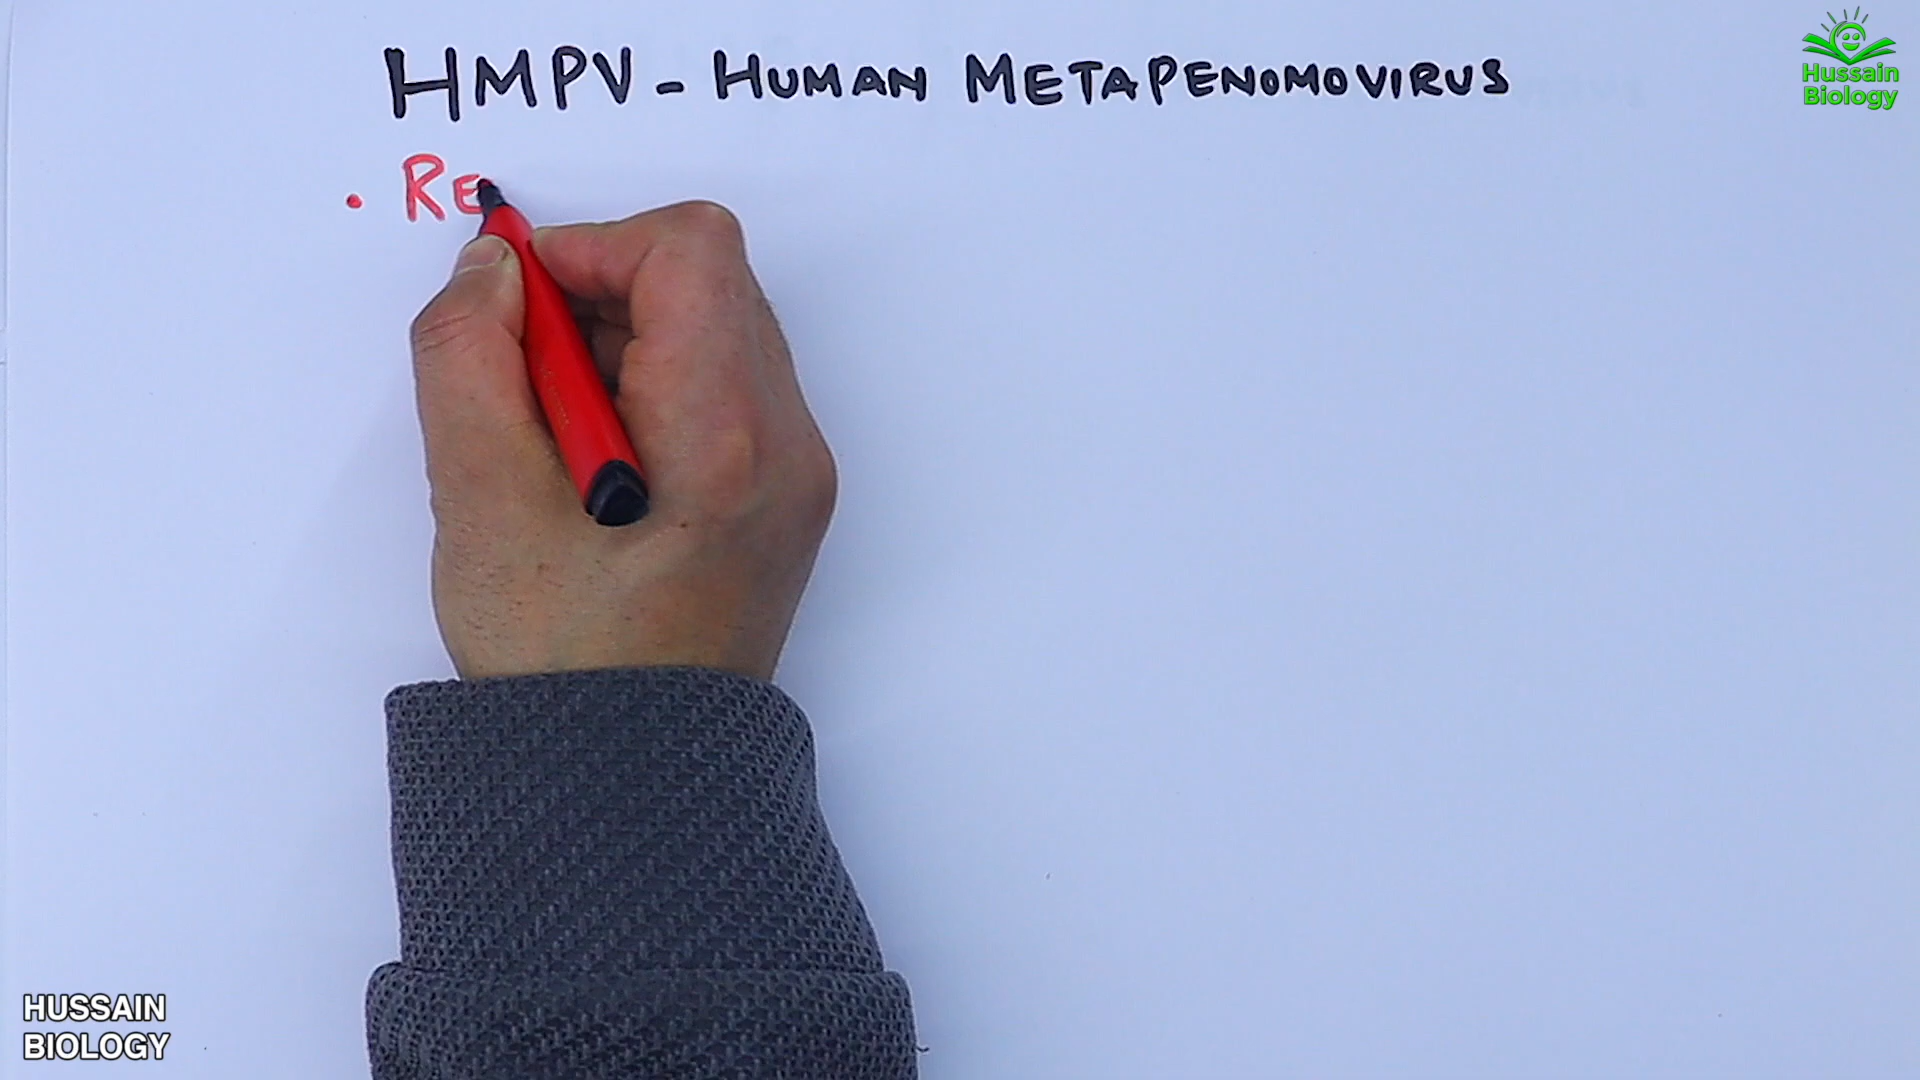 HMPV - HUMAN METAPENOMOVIRUS
Hussain
Biology
• RE
HUSSAIN
BIOLOGY